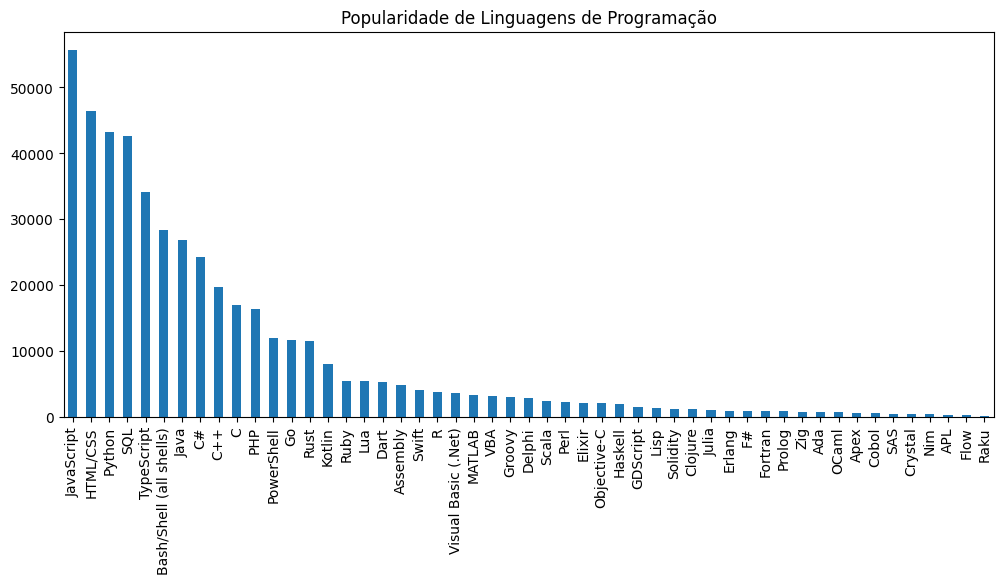 Popularidade de Linguagens de Programação
50000
40000
30000
20000
10000
0
JavaScript
HTML/CSS
Python
SQL
TypeScript
Bash/Shell (all shells)
Java
C#
C++
C
PHP
PowerShell
Go
Rust
Kotlin
Ruby
Lua
Dart
Assembly
Swift
R
Visual Basic (.Net)
MATLAB
VBA
Groovy
Delphi
Scala
Perl
Elixir
Objective-C
Haskell
GDScript
Lisp
Solidity
Clojure
Julia
Erlang
F#
Fortran
Prolog
Zig
Ada
OCaml
Apex
Cobol
SAS
Crystal
Nim
APL
Flow
Raku